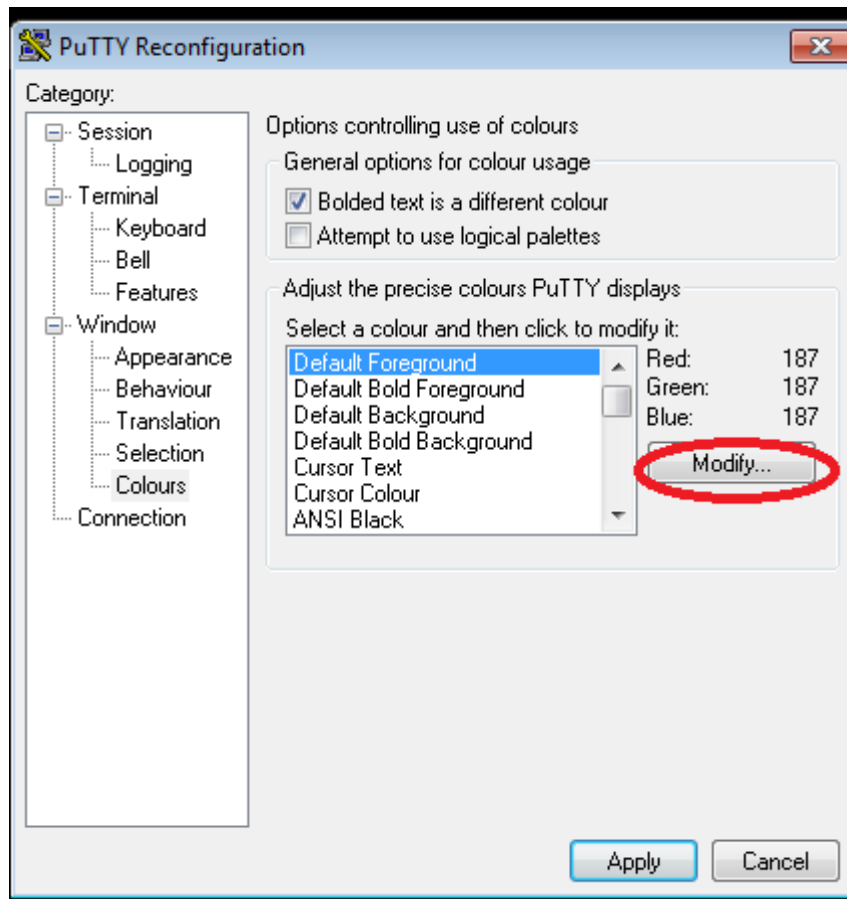 PuTTY Reconfiguration
Category:
Session
Logging
Terminal
Keyboard
Bell
Features
Window
Appearance
Behaviour
Translation
Selection
Colours
Connection
Options controlling use of colours
General options for colour usage
Bolded text is a different colour
Attempt to use logical palettes
Adjust the precise colours PuTTY displays
Select a colour and then click to modify it:
Default Foreground
Default Bold Foreground
Default Background
Default Bold Background
Cursor Text
Cursor Colour
ANSI Black
Red: 187
Green: 187
Blue: 187
Modify...
Apply
Cancel